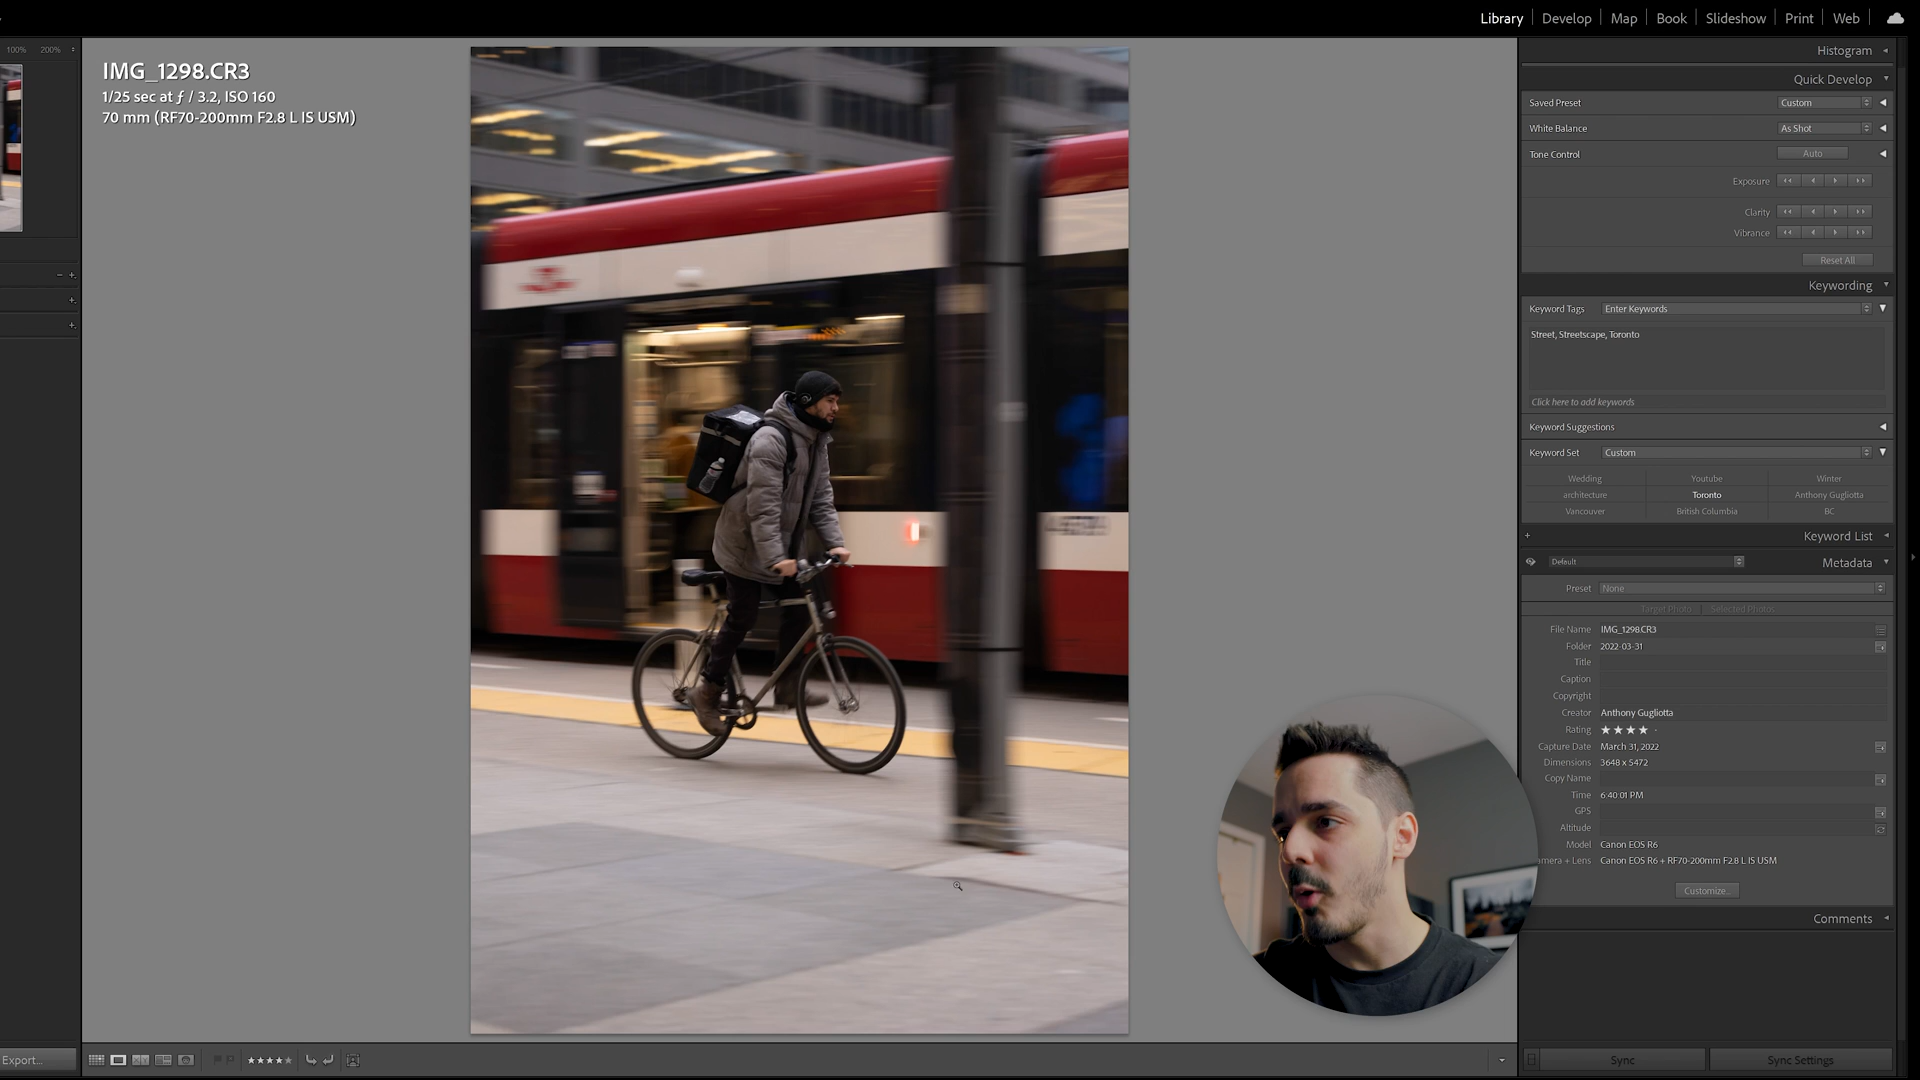 Library Develop Map Book Slideshow Print Web
100% 200%
IMG_1298.CR3
1/25 sec at ƒ / 3.2, ISO 160
70 mm (RF70-200mm F2.8 L IS USM)
Histogram
Quick Develop
Saved Preset Custom
White Balance As Shot
Tone Control Auto
Exposure
Clarity
Vibrance
Reset All
Keywording
Keyword Tags Enter Keywords
Street, Streetscape, Toronto
Click here to add keywords
Keyword Suggestions
Keyword Set Custom
Wedding Youtube Winter
architecture Toronto Anthony Gugliotta
Vancouver British Columbia BC
+ Keyword List
Default Metadata
Preset None
Target Photo Selected Photos
File Name IMG_1298.CR3
Folder 2022-03-31
Title
Caption
Copyright
Creator Anthony Gugliotta
Rating ★★★★ ·
Capture Date March 31, 2022
Dimensions 3648 x 5472
Copy Name
Time 6:40:01 PM
GPS
Altitude
Model Canon EOS R6
amera + Lens Canon EOS R6 + RF70-200mm F2.8 L IS USM
Customize...
Comments
Export...
Sync Sync Settings